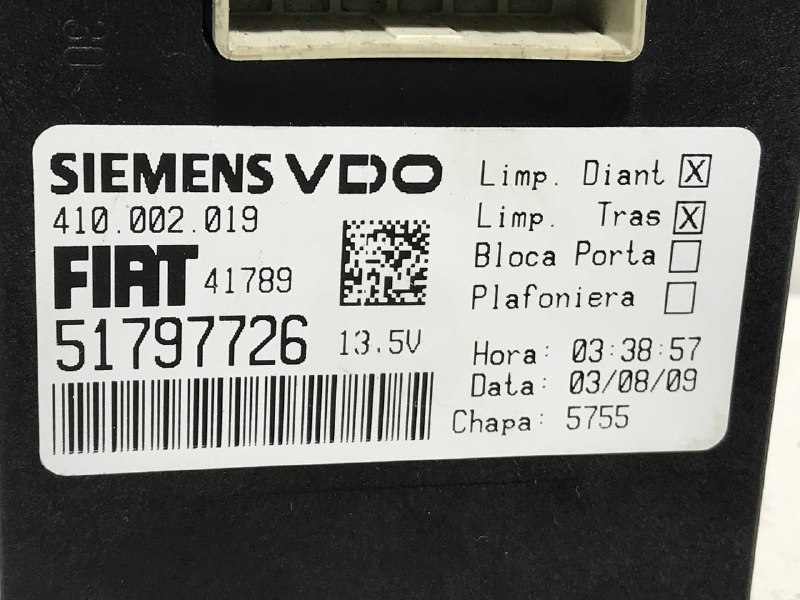 SIEMENS VDO
410.002.019
FIAT 41789
51797726 13.5V
Limp. Diant X
Limp. Tras X
Bloca Porta
Plafoniera
Hora: 03:38:57
Data: 03/08/09
Chapa: 5755